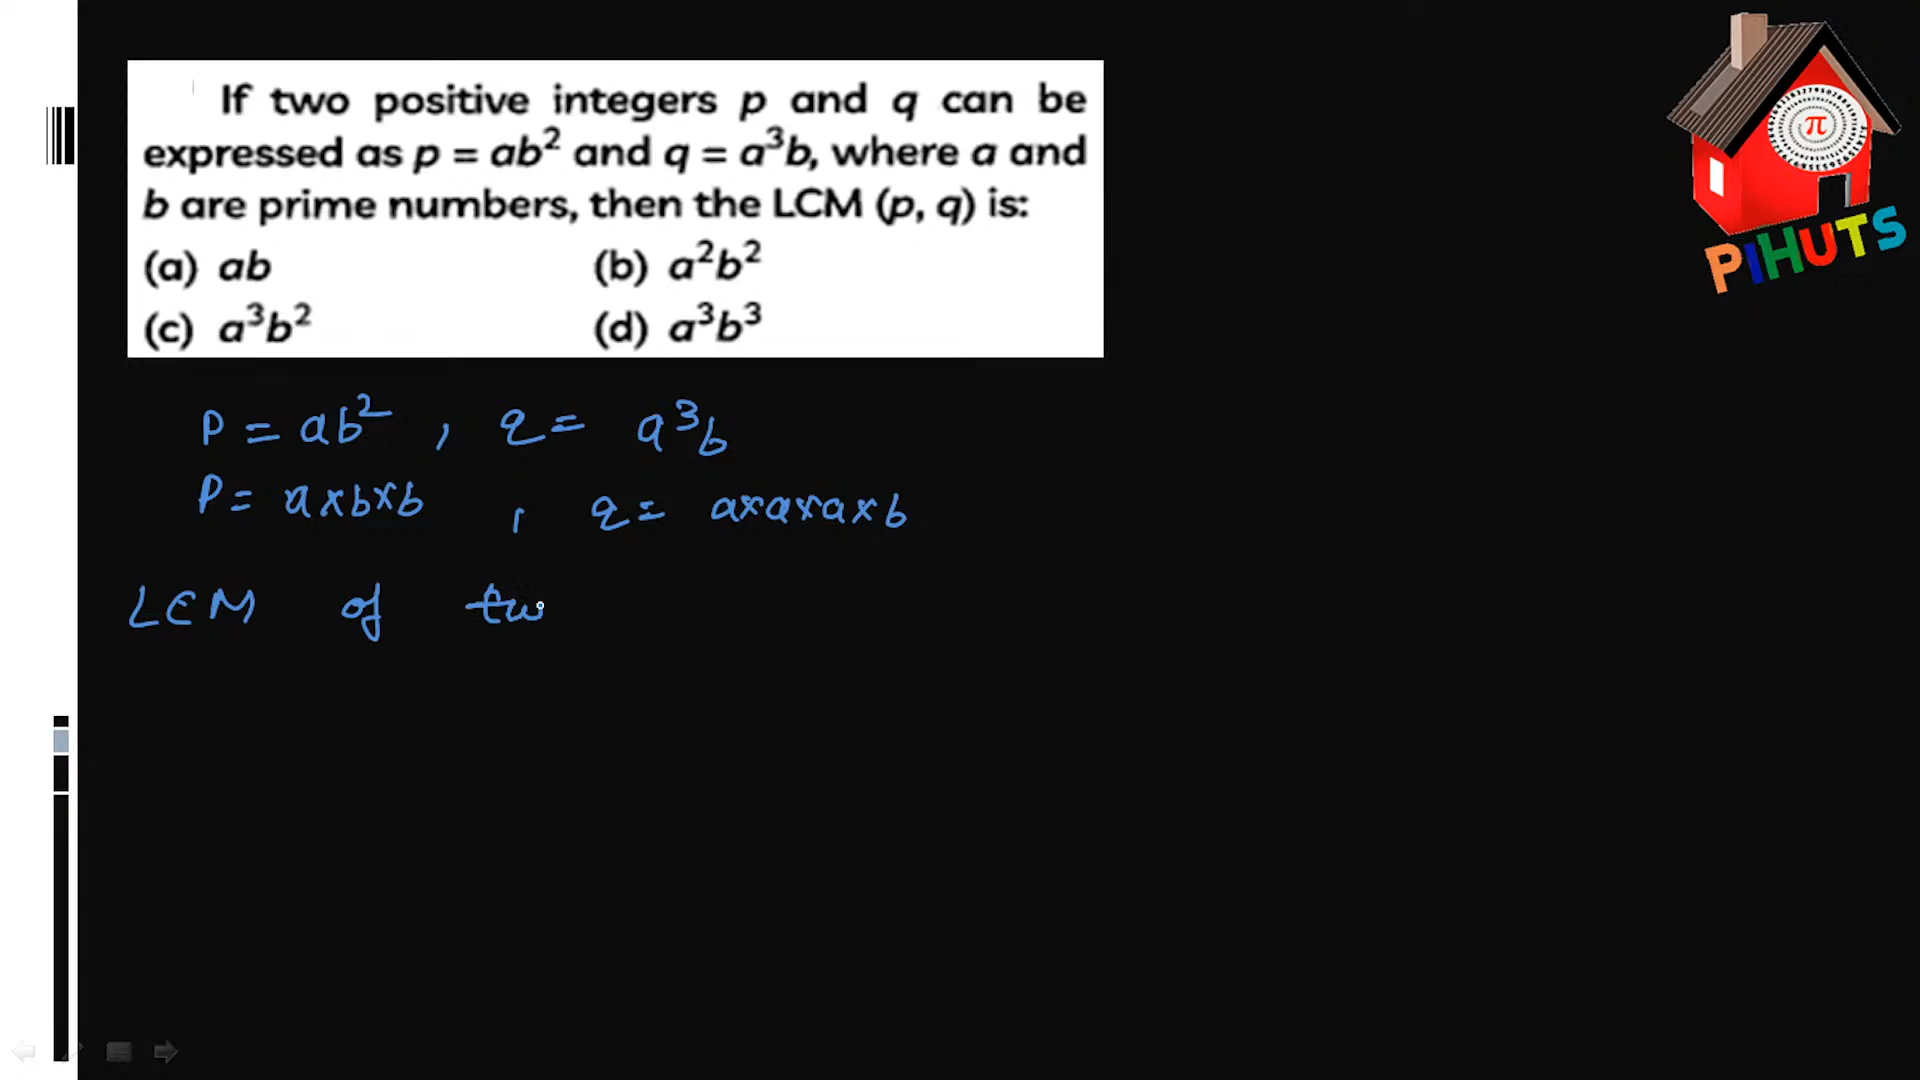 If two positive integers p and q can be
expressed as p = ab² and q = a³b, where a and
b are prime numbers, then the LCM (p, q) is:
(a) ab (b) a²b²
(c) a³b² (d) a³b³
π
PIHUTS
P = ab² , q = a³b
P = a×b×b , q = a×a×a×b
LCM of tw